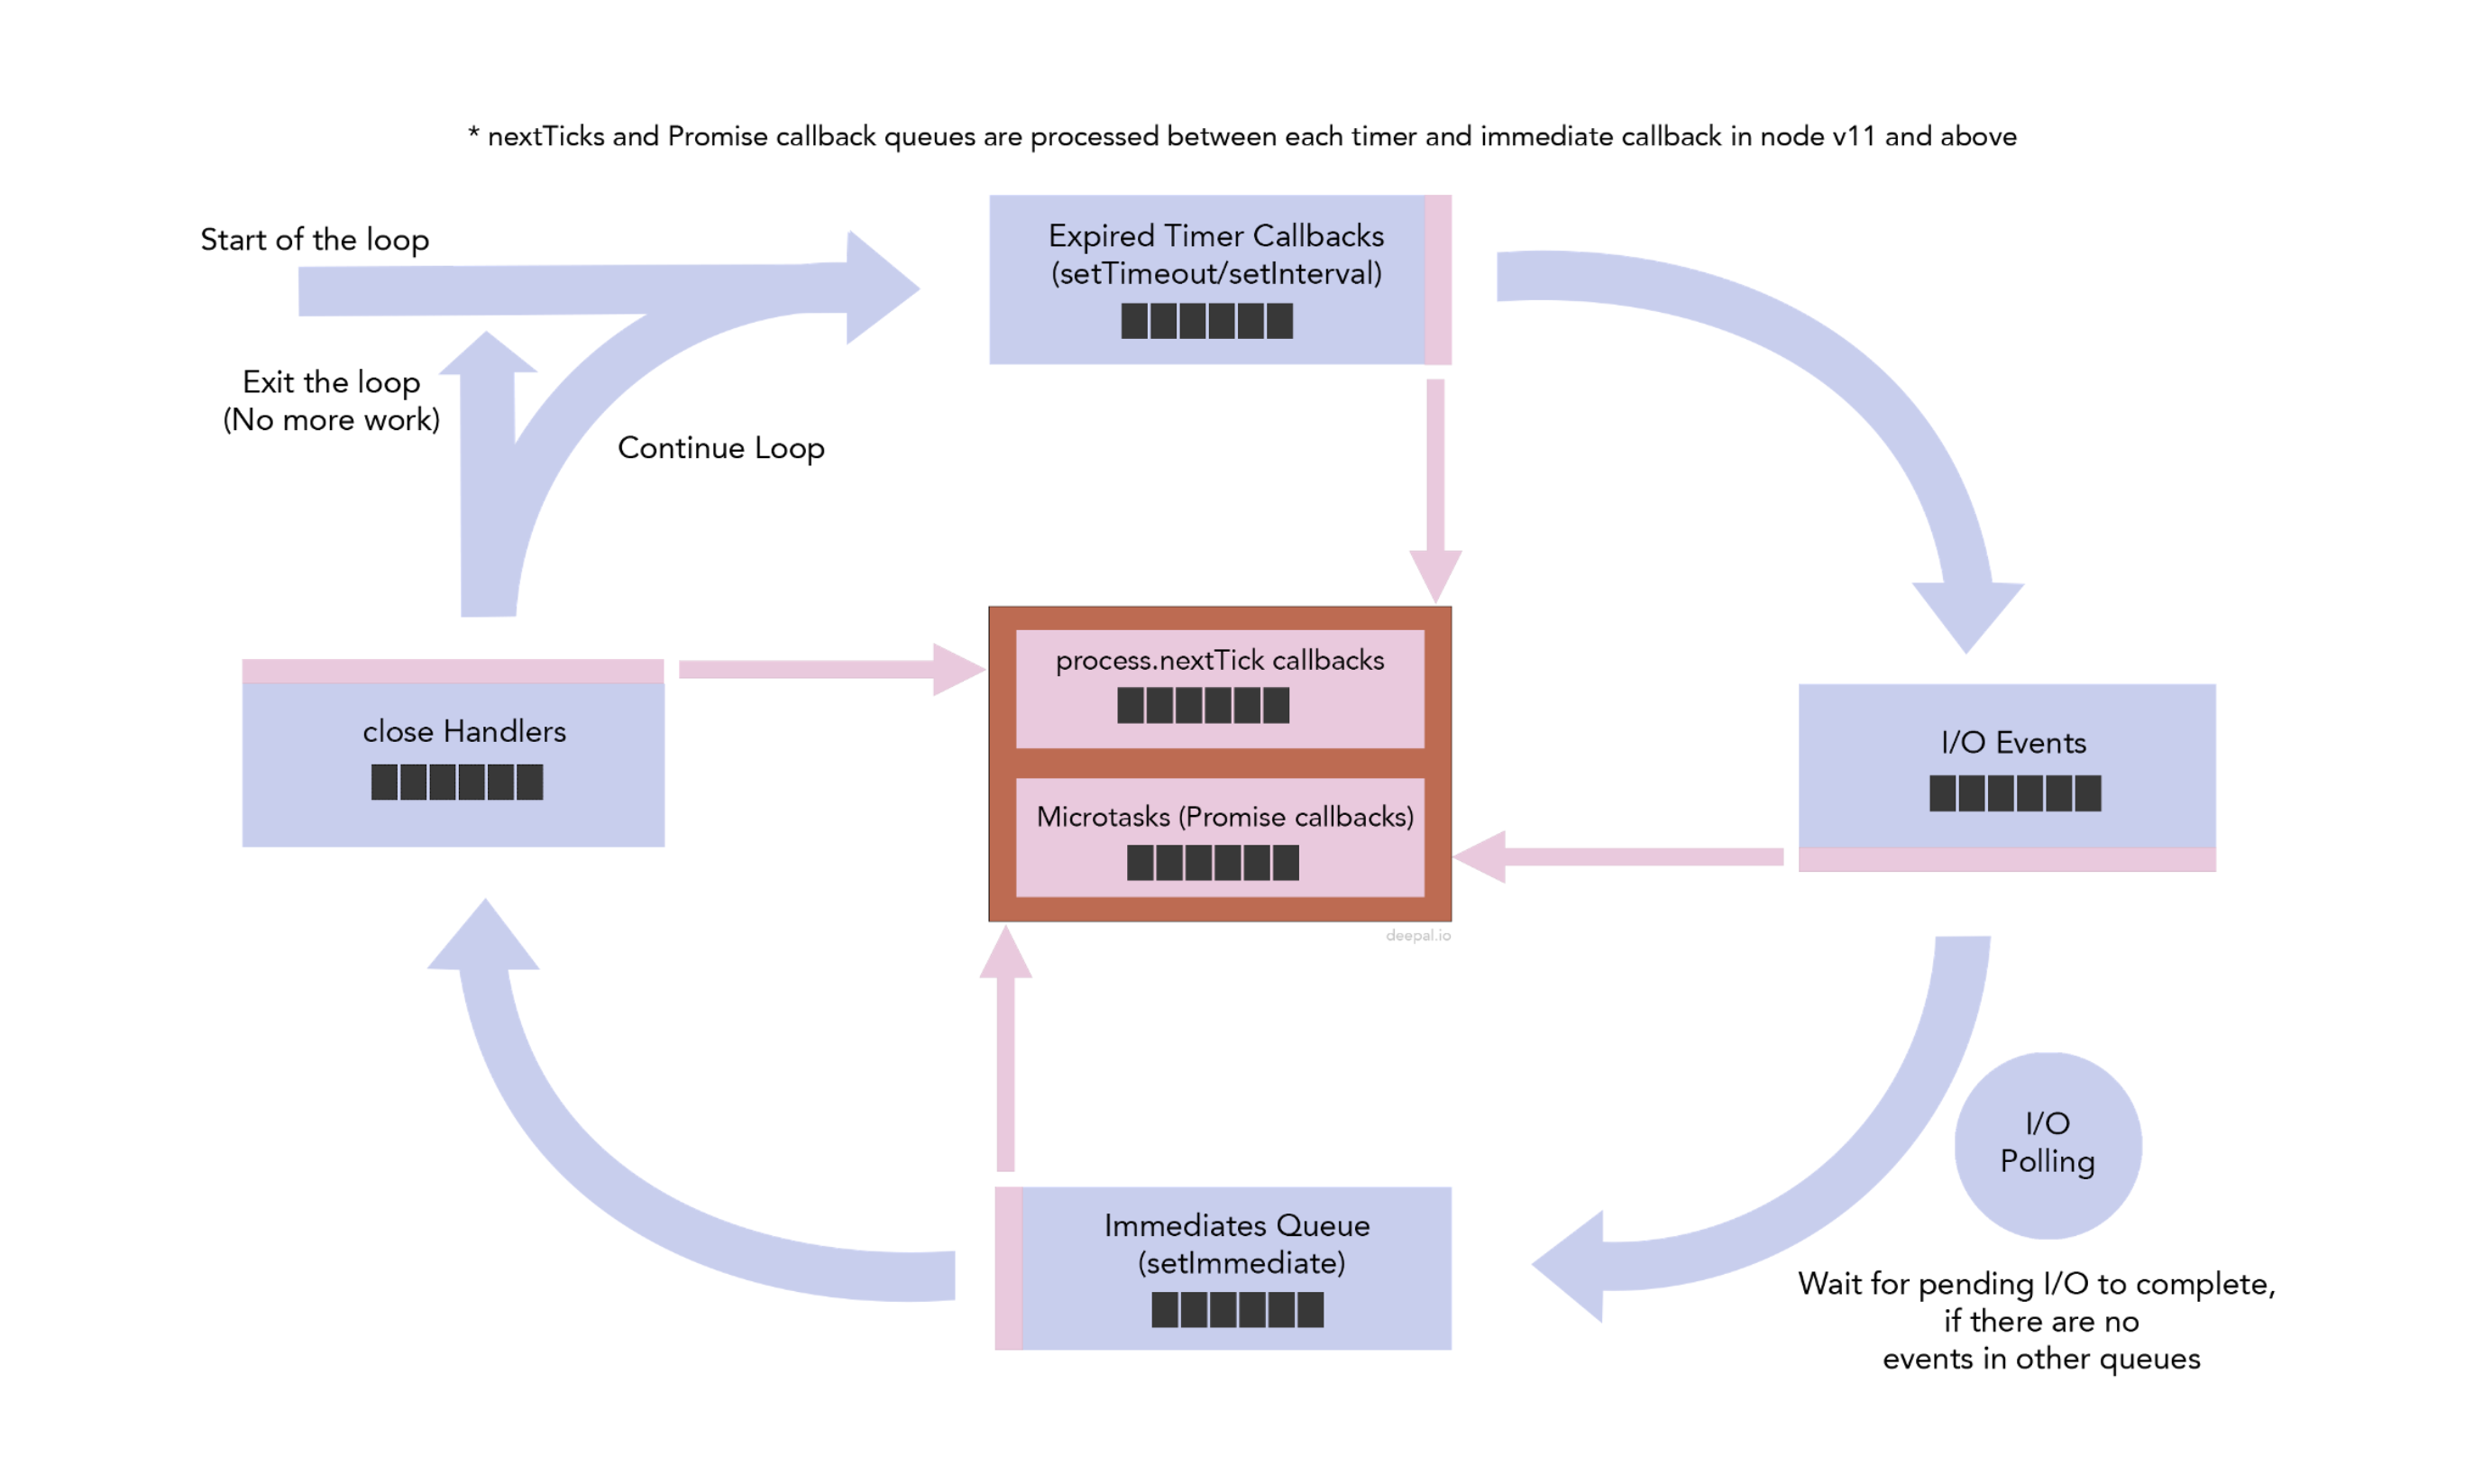 * nextTicks and Promise callback queues are processed between each timer and immediate callback in node v11 and above
Start of the loop
Expired Timer Callbacks
(setTimeout/setInterval)
Exit the loop
(No more work)
Continue Loop
process.nextTick callbacks
close Handlers
I/O Events
Microtasks (Promise callbacks)
deepal.io
I/O
Polling
Immediates Queue
(setImmediate)
Wait for pending I/O to complete,
if there are no
events in other queues